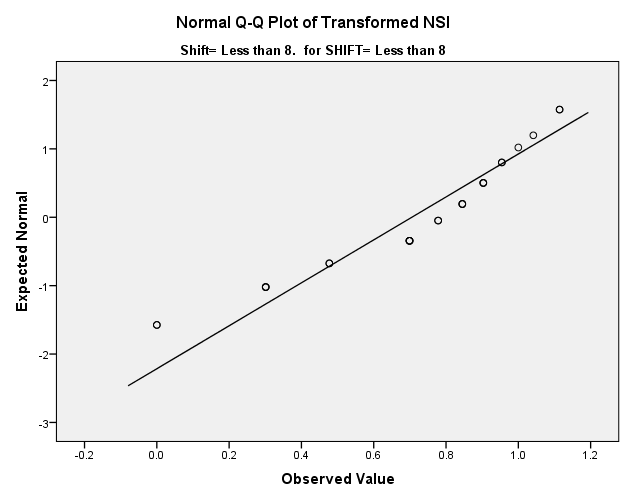 Normal Q-Q Plot of Transformed NSI
Shift= Less than 8.  for SHIFT= Less than 8
2
1
0
-1
-2
-3
Expected Normal
-0.2 0.0 0.2 0.4 0.6 0.8 1.0 1.2
Observed Value